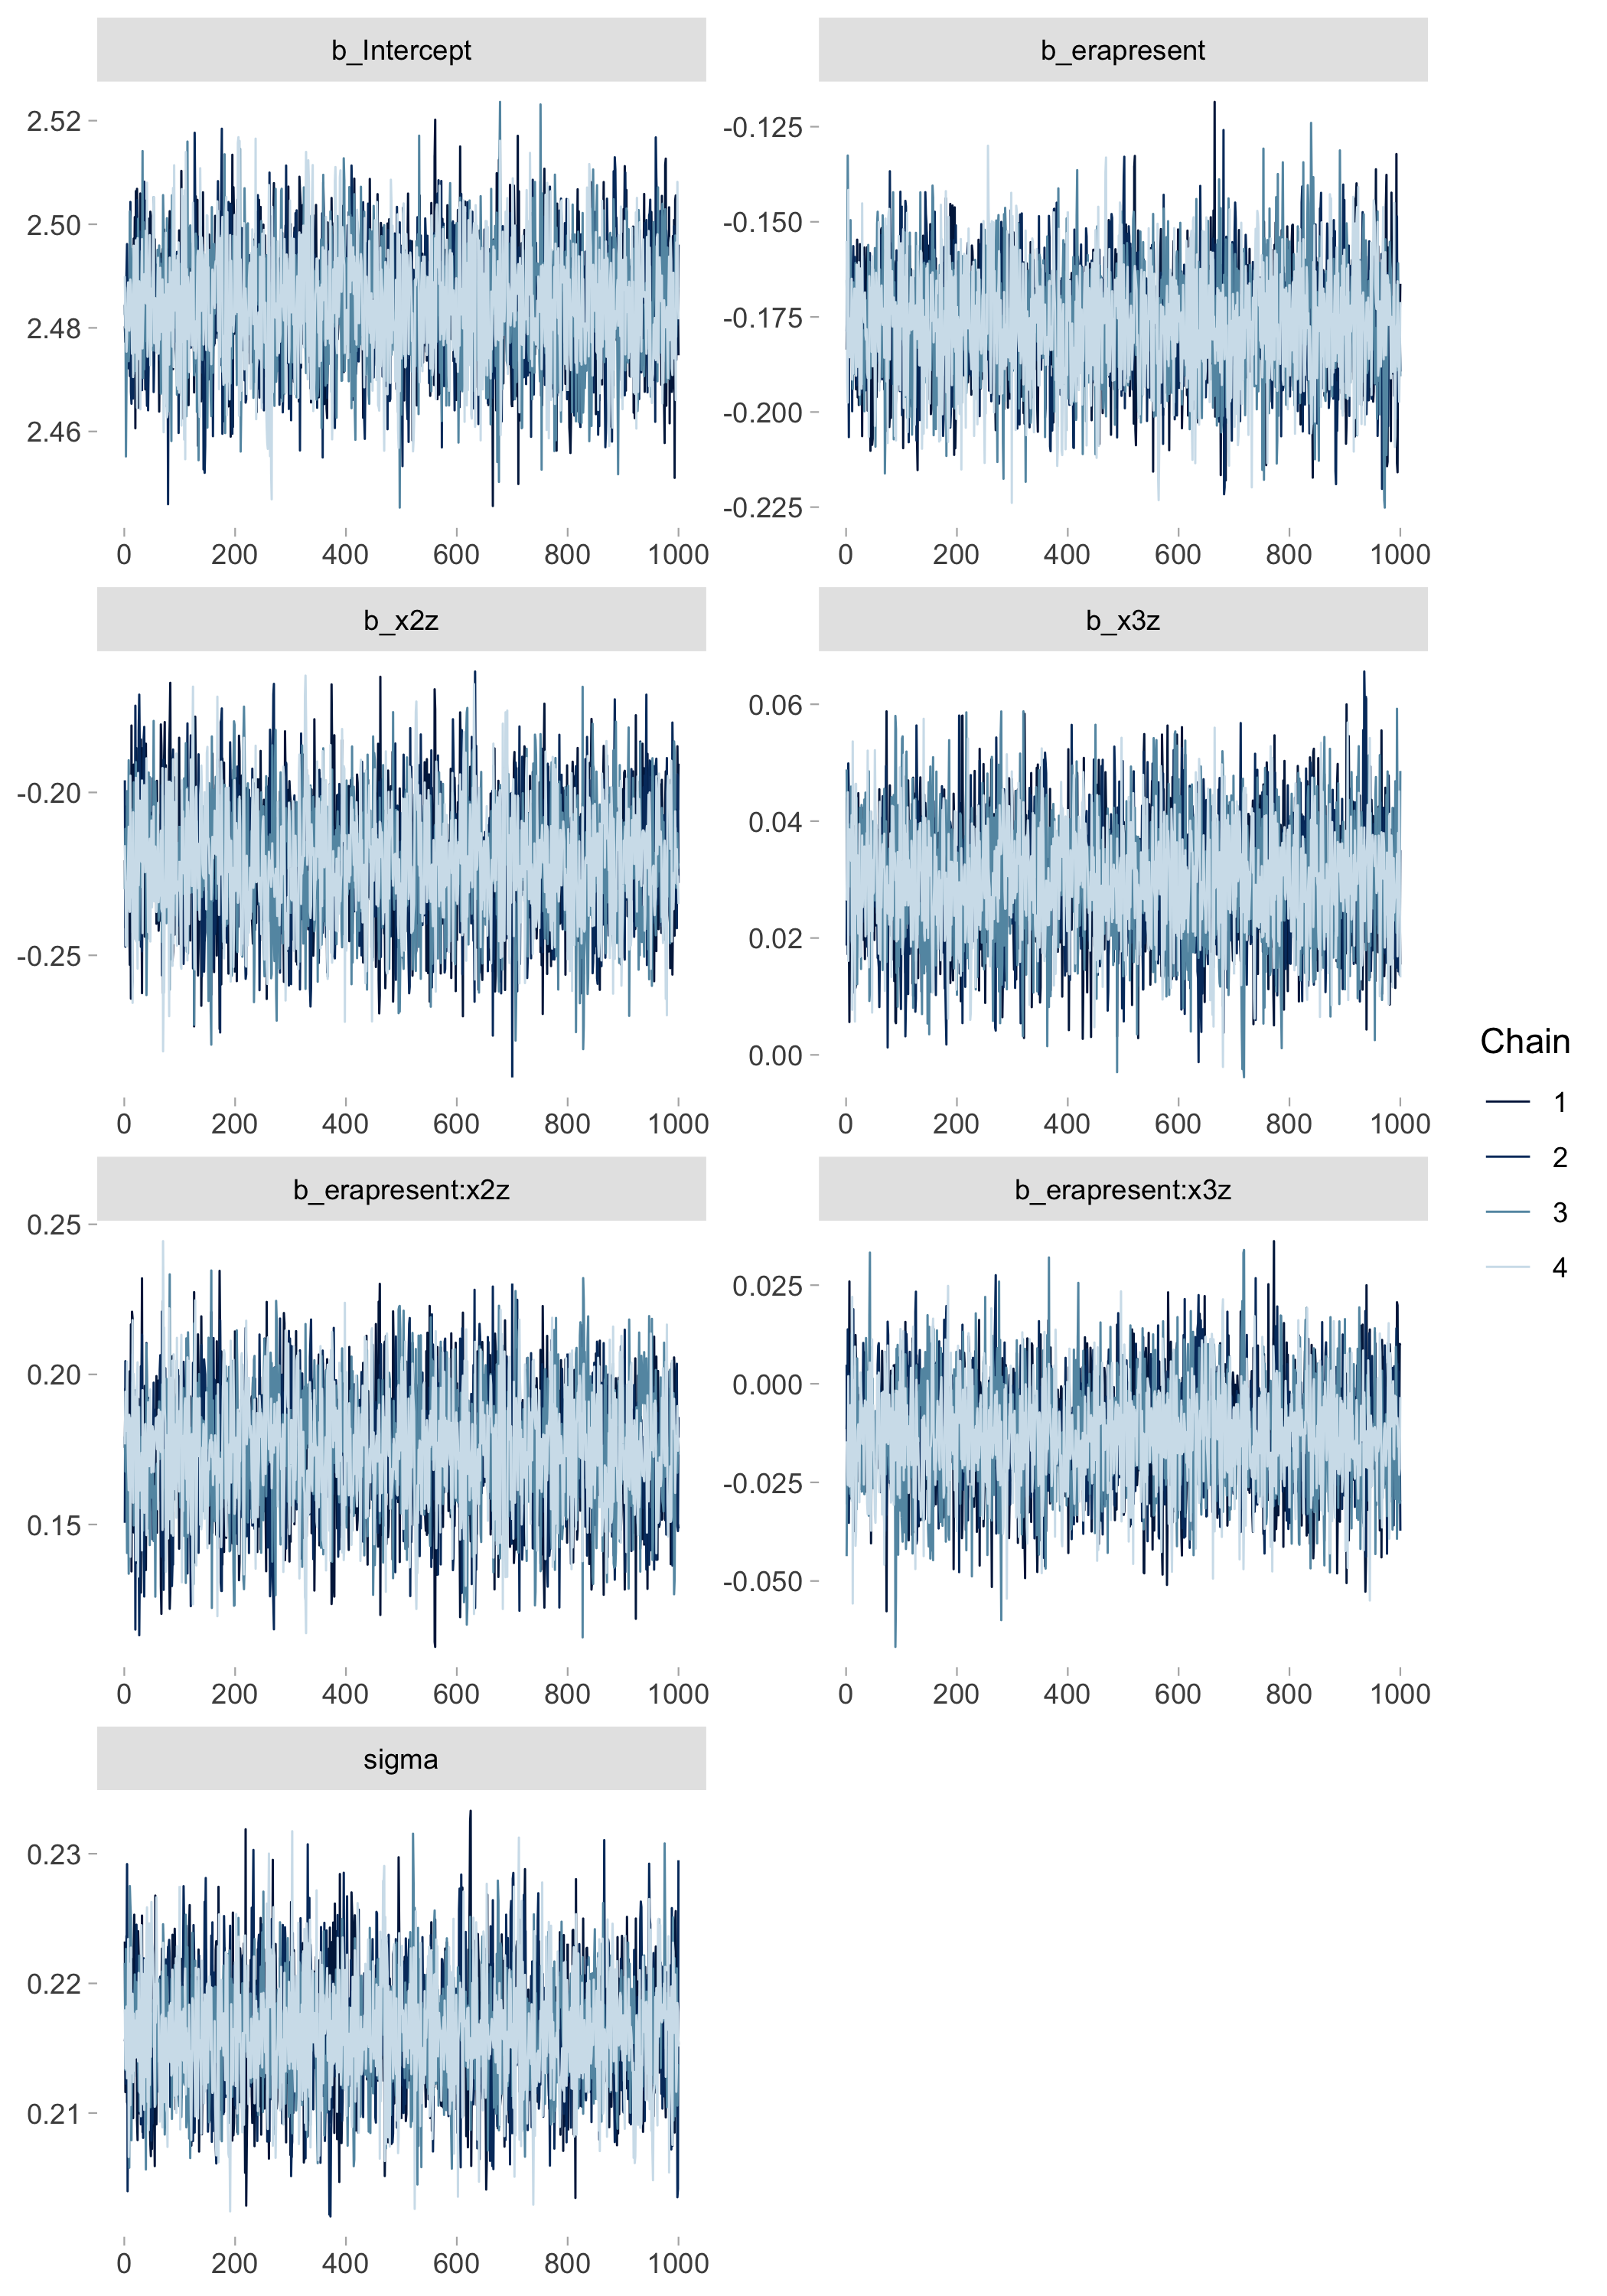 b_Intercept
2.52
2.50
2.48
2.46
0 200 400 600 800 1000
b_erapresent
-0.125
-0.150
-0.175
-0.200
-0.225
0 200 400 600 800 1000
b_x2z
-0.20
-0.25
0 200 400 600 800 1000
b_x3z
0.06
0.04
0.02
0.00
0 200 400 600 800 1000
b_erapresent:x2z
0.25
0.20
0.15
0 200 400 600 800 1000
b_erapresent:x3z
0.025
0.000
-0.025
-0.050
0 200 400 600 800 1000
sigma
0.23
0.22
0.21
0 200 400 600 800 1000
Chain
1
2
3
4